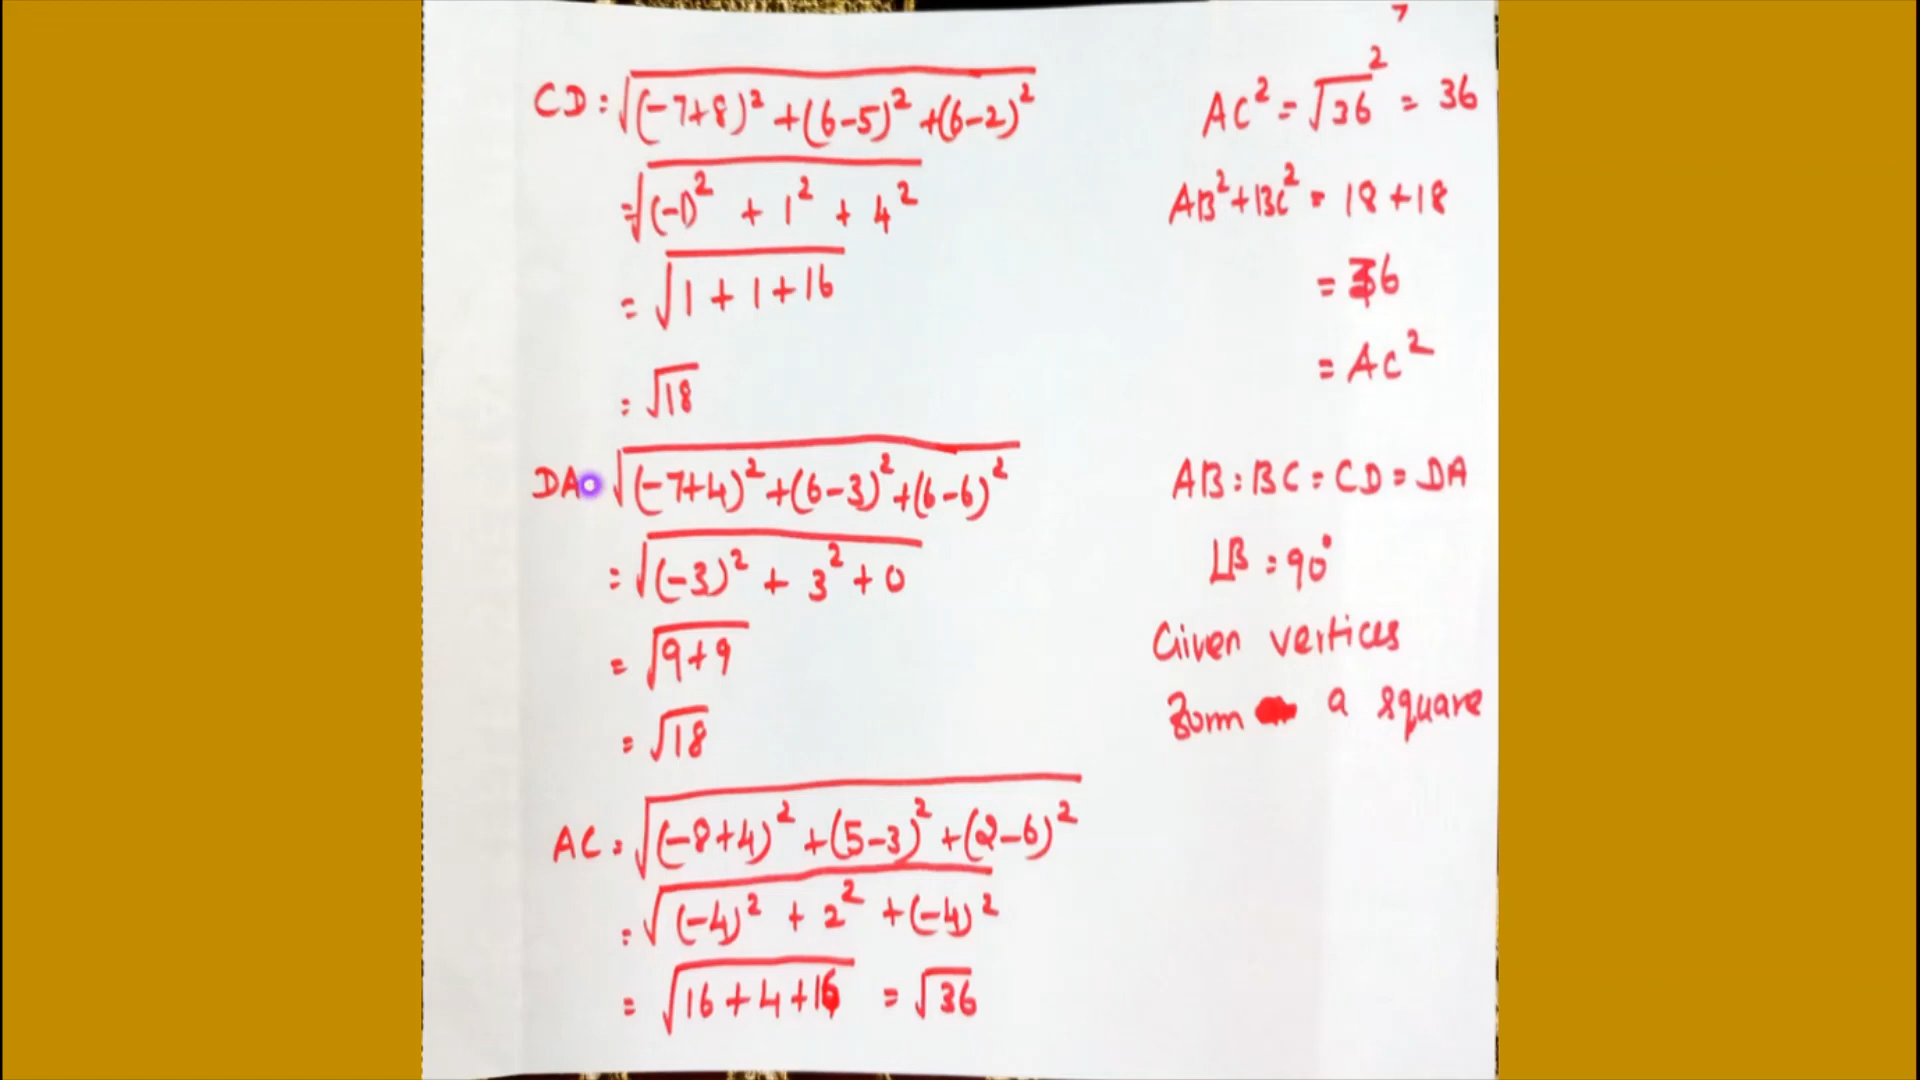 CD = √(-7+8)² + (6-5)² + (6-2)²
= √(-1)² + 1² + 4²
= √1 + 1 + 16
= √18
DA = √(-7+4)² + (6-3)² + (6-6)²
= √(-3)² + 3² + 0
= √9+9
= √18
AC = √(-8+4)² + (5-3)² + (2-6)²
= √(-4)² + 2² + (-4)²
= √16 + 4 + 16 = √36
AC² = √36² = 36
AB² + BC² = 18 + 18
= 36
= AC²
AB = BC = CD = DA
∠B = 90°
Given vertices
form a square